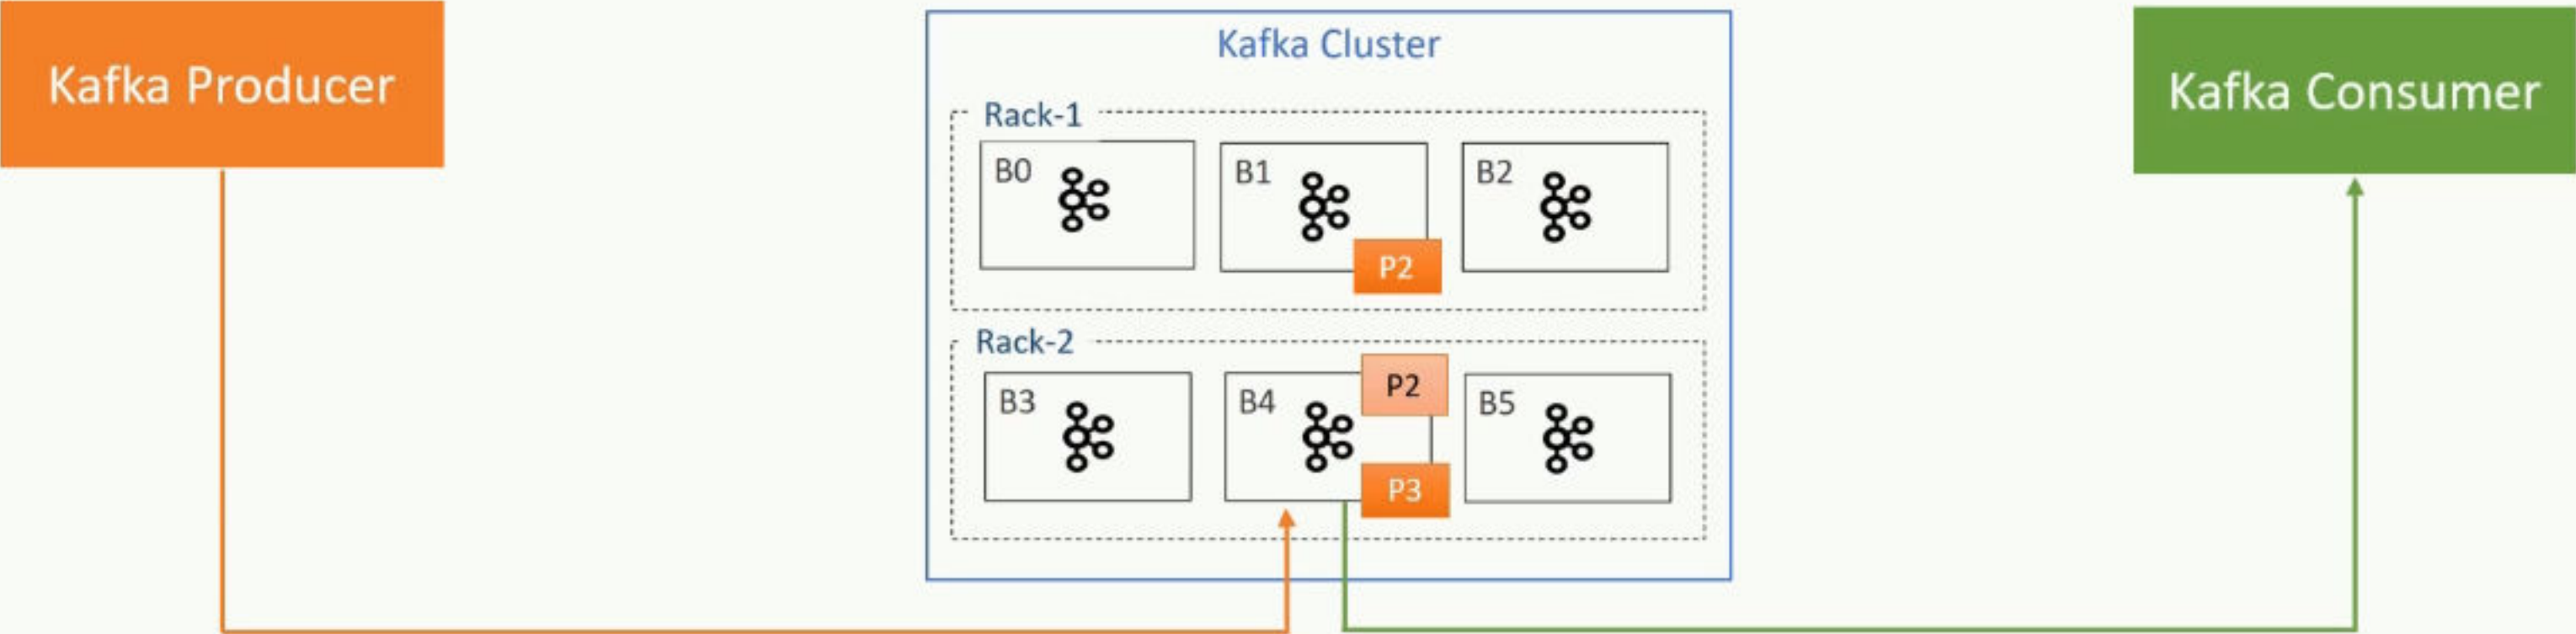 Kafka Producer
Kafka Cluster
Kafka Consumer
Rack-1
B0
B1
B2
P2
Rack-2
B3
B4
P2
B5
P3